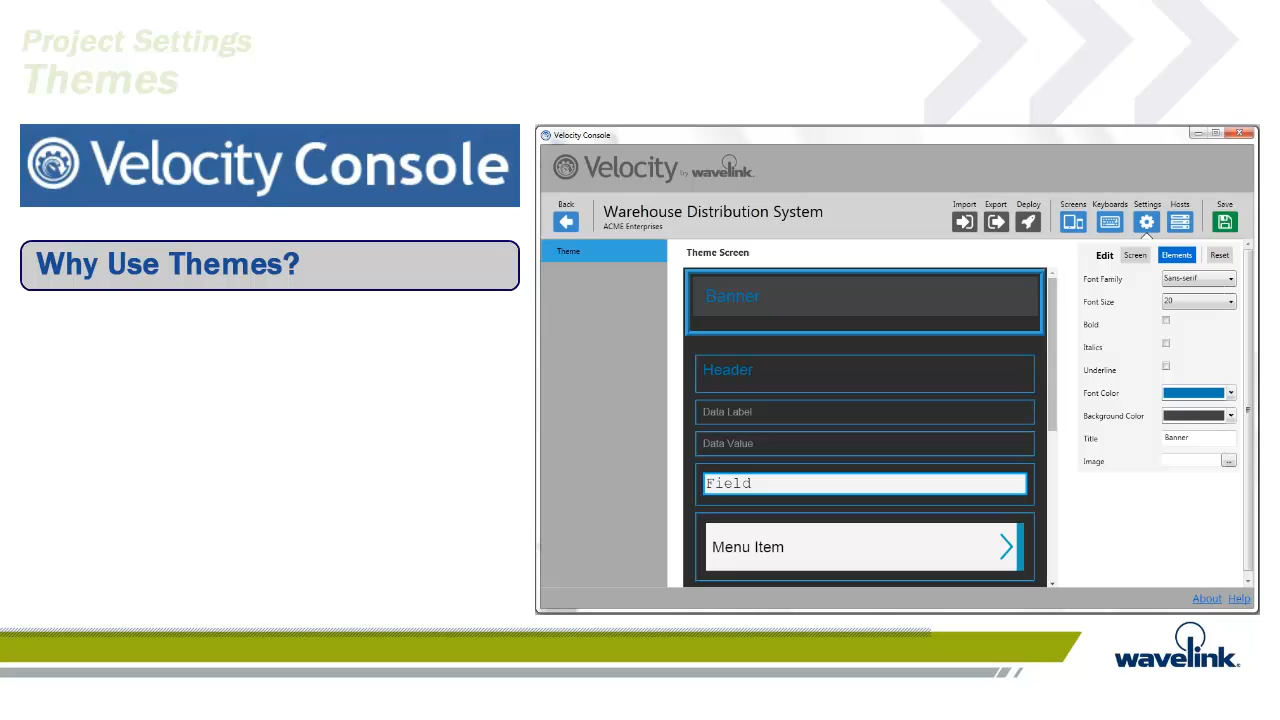 Project Settings
Themes
Velocity Console
Why Use Themes?
Velocity Console
Velocity by wavelink
Back
Warehouse Distribution System
ACME Enterprises
Import Export Deploy Screens Keyboards Settings Hosts Save
Theme
Theme Screen
Banner
Header
Data Label
Data Value
Field
Menu Item
Edit Screen Elements Reset
Font Family Sans-serif
Font Size 20
Bold
Italics
Underline
Font Color
Background Color
Title Banner
Image ...
About Help
wavelink